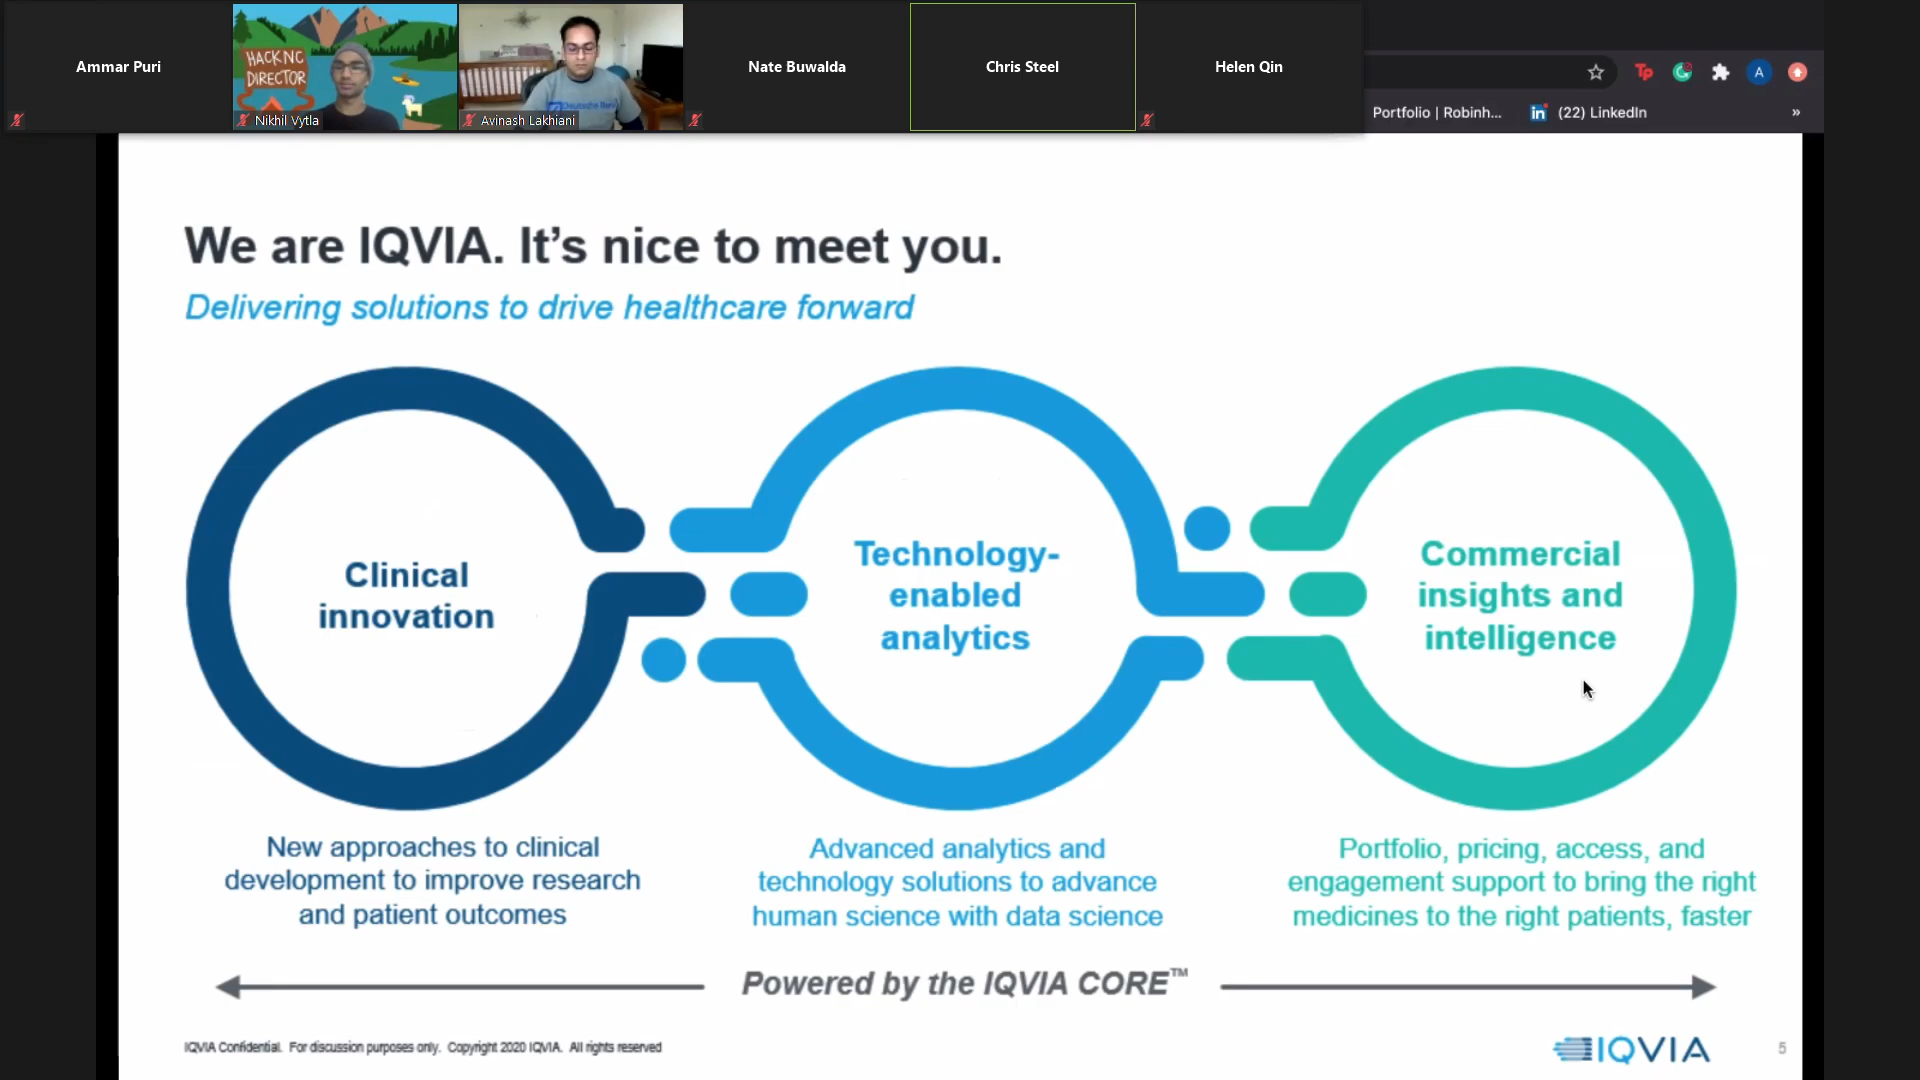 Ammar Puri
HACKNC
DIRECTOR
Nikhil Vytla
Deutsche Bank
Avinash Lakhiani
Nate Buwalda
Chris Steel
Helen Qin
Tp
A
Portfolio | Robinh...
in
(22) LinkedIn
»
We are IQVIA. It’s nice to meet you.
Delivering solutions to drive healthcare forward
Clinical
innovation
Technology-
enabled
analytics
Commercial
insights and
intelligence
New approaches to clinical
development to improve research
and patient outcomes
Advanced analytics and
technology solutions to advance
human science with data science
Portfolio, pricing, access, and
engagement support to bring the right
medicines to the right patients, faster
Powered by the IQVIA CORE™
IQVIA Confidential. For discussion purposes only. Copyright 2020 IQVIA. All rights reserved
IQVIA
5